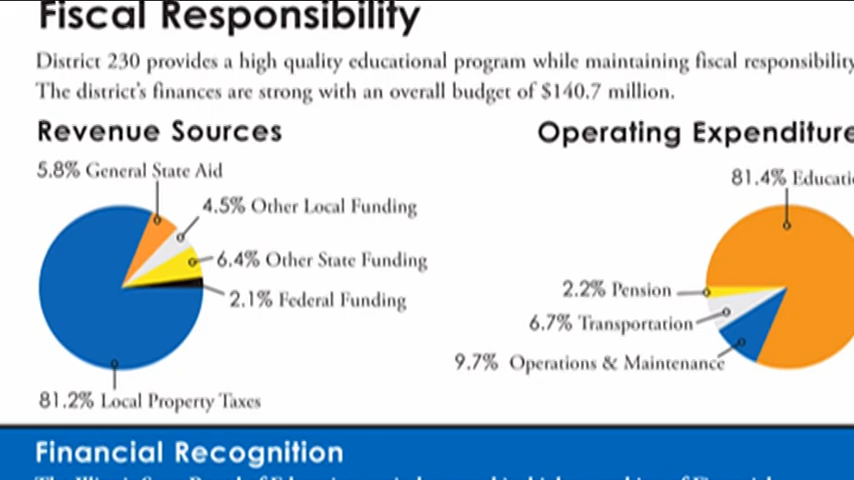 Fiscal Responsibility
District 230 provides a high quality educational program while maintaining fiscal responsibility
The district's finances are strong with an overall budget of $140.7 million.
Revenue Sources
5.8% General State Aid
4.5% Other Local Funding
6.4% Other State Funding
2.1% Federal Funding
81.2% Local Property Taxes
Operating Expenditure
81.4% Educati
2.2% Pension
6.7% Transportation
9.7% Operations & Maintenance
Financial Recognition